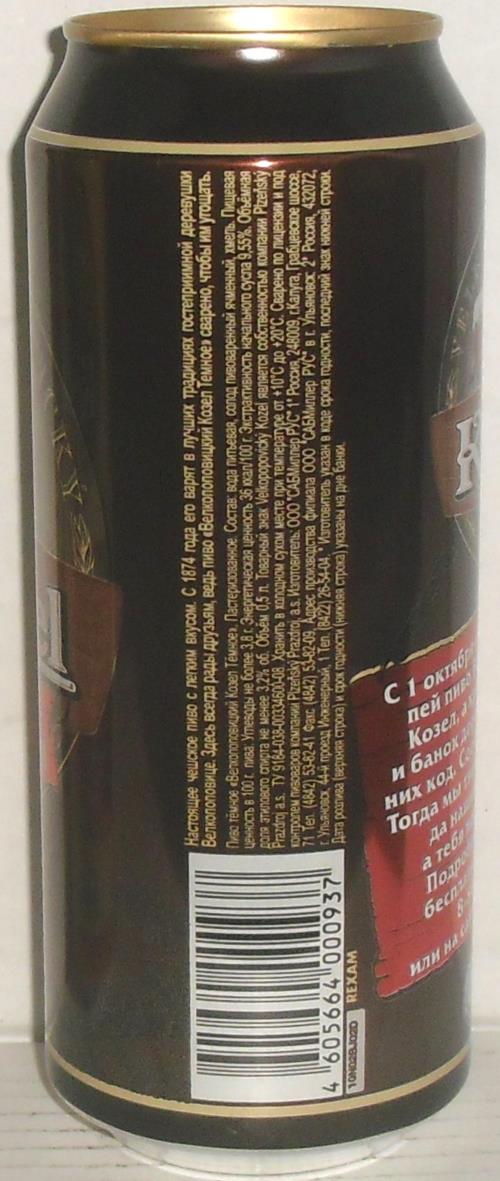 Настоящее чешское пиво с легким вкусом. С 1874 года его варят в лучших традициях гостеприимной деревушки
Велкопоповице. Здесь всегда рады друзьям, ведь пиво «Велкопоповицкий Козел Темное» сварено, чтобы им угощать.
Пиво тёмное «Велкопоповицкий Козел Тёмное». Пастеризованное. Состав: вода питьевая, солод пивоваренный ячменный, хмель. Пищевая
ценность в 100 г. пива: Углеводы не более 3,8 г. Энергетическая ценность 36 ккал/100 г. Экстрактивность начального сусла 9,55%. Объёмная
доля этилового спирта не менее 3,2% об. Объём 0,5 л. Товарный знак Velkopopovický Kozel является собственностью компании Plzeňský
Prazdroj a.s. ТУ 9184-038-00334600-08. Хранить в холодном сухом месте при температуре от +10°С до +20°С. Сварено по лицензии и под
контролем пивоваров компании Plzeňský Prazdroj, a.s. Изготовитель: ООО "САБМиллер РУС" 1* Россия, 248009, г.Калуга, Грабцевское шоссе,
71 Тел. (4842) 53-82-41 Факс (4842) 53-82-09. Адрес производства филиала ООО "САБМиллер РУС" в г. Ульяновск 2* Россия, 432072,
г. Ульяновск, 44-й проезд Инженерный, 1 Тел. (8422) 26-54-04. Изготовитель указан в коде срока годности, последний знак нижней строки.
Дата розлива (верхняя строка) и срок годности (нижняя строка) указаны на дне банки.
4 605664 000937
REXAM
С 1 октября
пей пиво
Козел, а
и банок
них код.
Тогда мы
да
а тебя
8-
или на